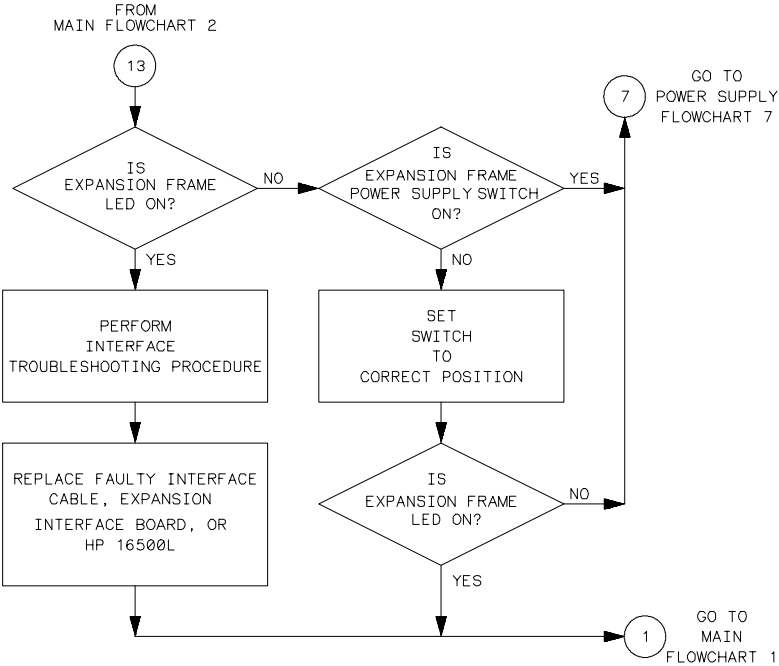 FROM
MAIN FLOWCHART 2
13
IS
EXPANSION FRAME
LED ON?
NO
YES
IS
EXPANSION FRAME
POWER SUPPLY SWITCH
ON?
YES
NO
7
GO TO
POWER SUPPLY
FLOWCHART 7
PERFORM
INTERFACE
TROUBLESHOOTING PROCEDURE
SET
SWITCH
TO
CORRECT POSITION
REPLACE FAULTY INTERFACE
CABLE, EXPANSION
INTERFACE BOARD, OR
HP 16500L
IS
EXPANSION FRAME
LED ON?
NO
YES
1
GO TO
MAIN
FLOWCHART 1